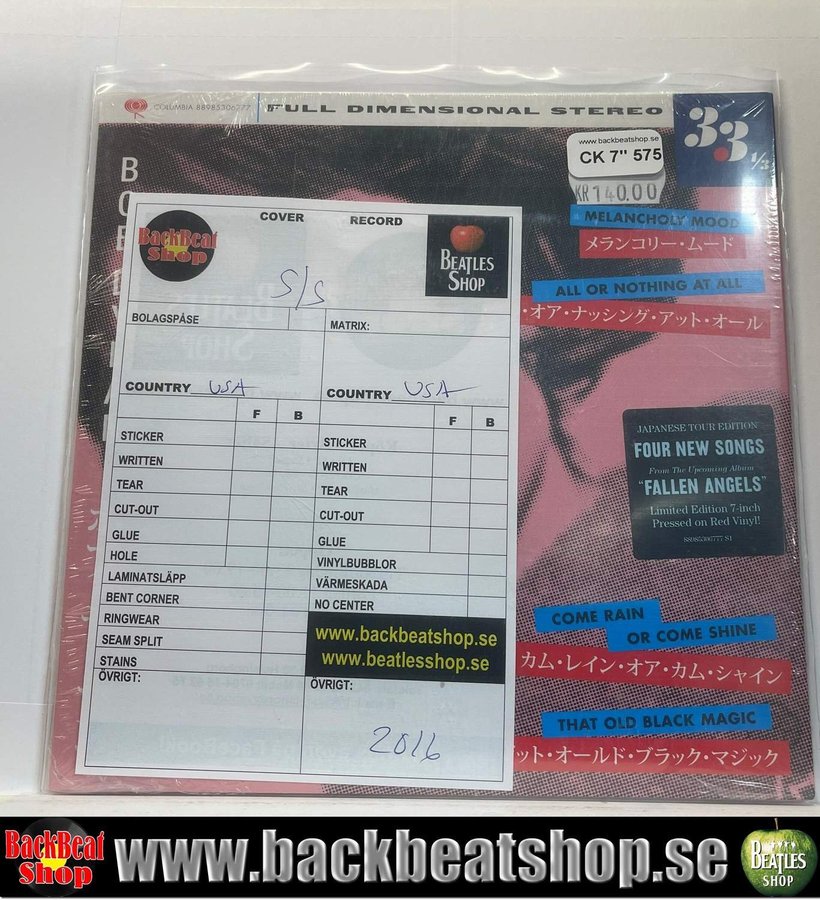 COLUMBIA 88985306777
FULL DIMENSIONAL STEREO
33 1/3
www.backbeatshop.se
CK 7" 575
KR 140.00
MELANCHOLY MOOD
メランコリー・ムード
ALL OR NOTHING AT ALL
・オア・ナッシング・アット・オール
JAPANESE TOUR EDITION
FOUR NEW SONGS
From The Upcoming Album
"FALLEN ANGELS"
Limited Edition 7-inch
Pressed on Red Vinyl!
88985306777 S1
COME RAIN
OR COME SHINE
カム・レイン・オア・カム・シャイン
THAT OLD BLACK MAGIC
ット・オールド・ブラック・マジック
BackBeat
Shop
COVER
RECORD
BEATLES
SHOP
S/S
BOLAGSPÅSE
MATRIX:
COUNTRY USA
COUNTRY USA
F B
F B
STICKER
STICKER
WRITTEN
WRITTEN
TEAR
TEAR
CUT-OUT
CUT-OUT
GLUE
GLUE
HOLE
VINYLBUBBLOR
LAMINATSLÄPP
VÄRMESKADA
BENT CORNER
NO CENTER
RINGWEAR
SEAM SPLIT
STAINS
www.backbeatshop.se
www.beatlesshop.se
ÖVRIGT:
ÖVRIGT:
2016
BackBeat
Shop
www.backbeatshop.se
BEATLES
SHOP